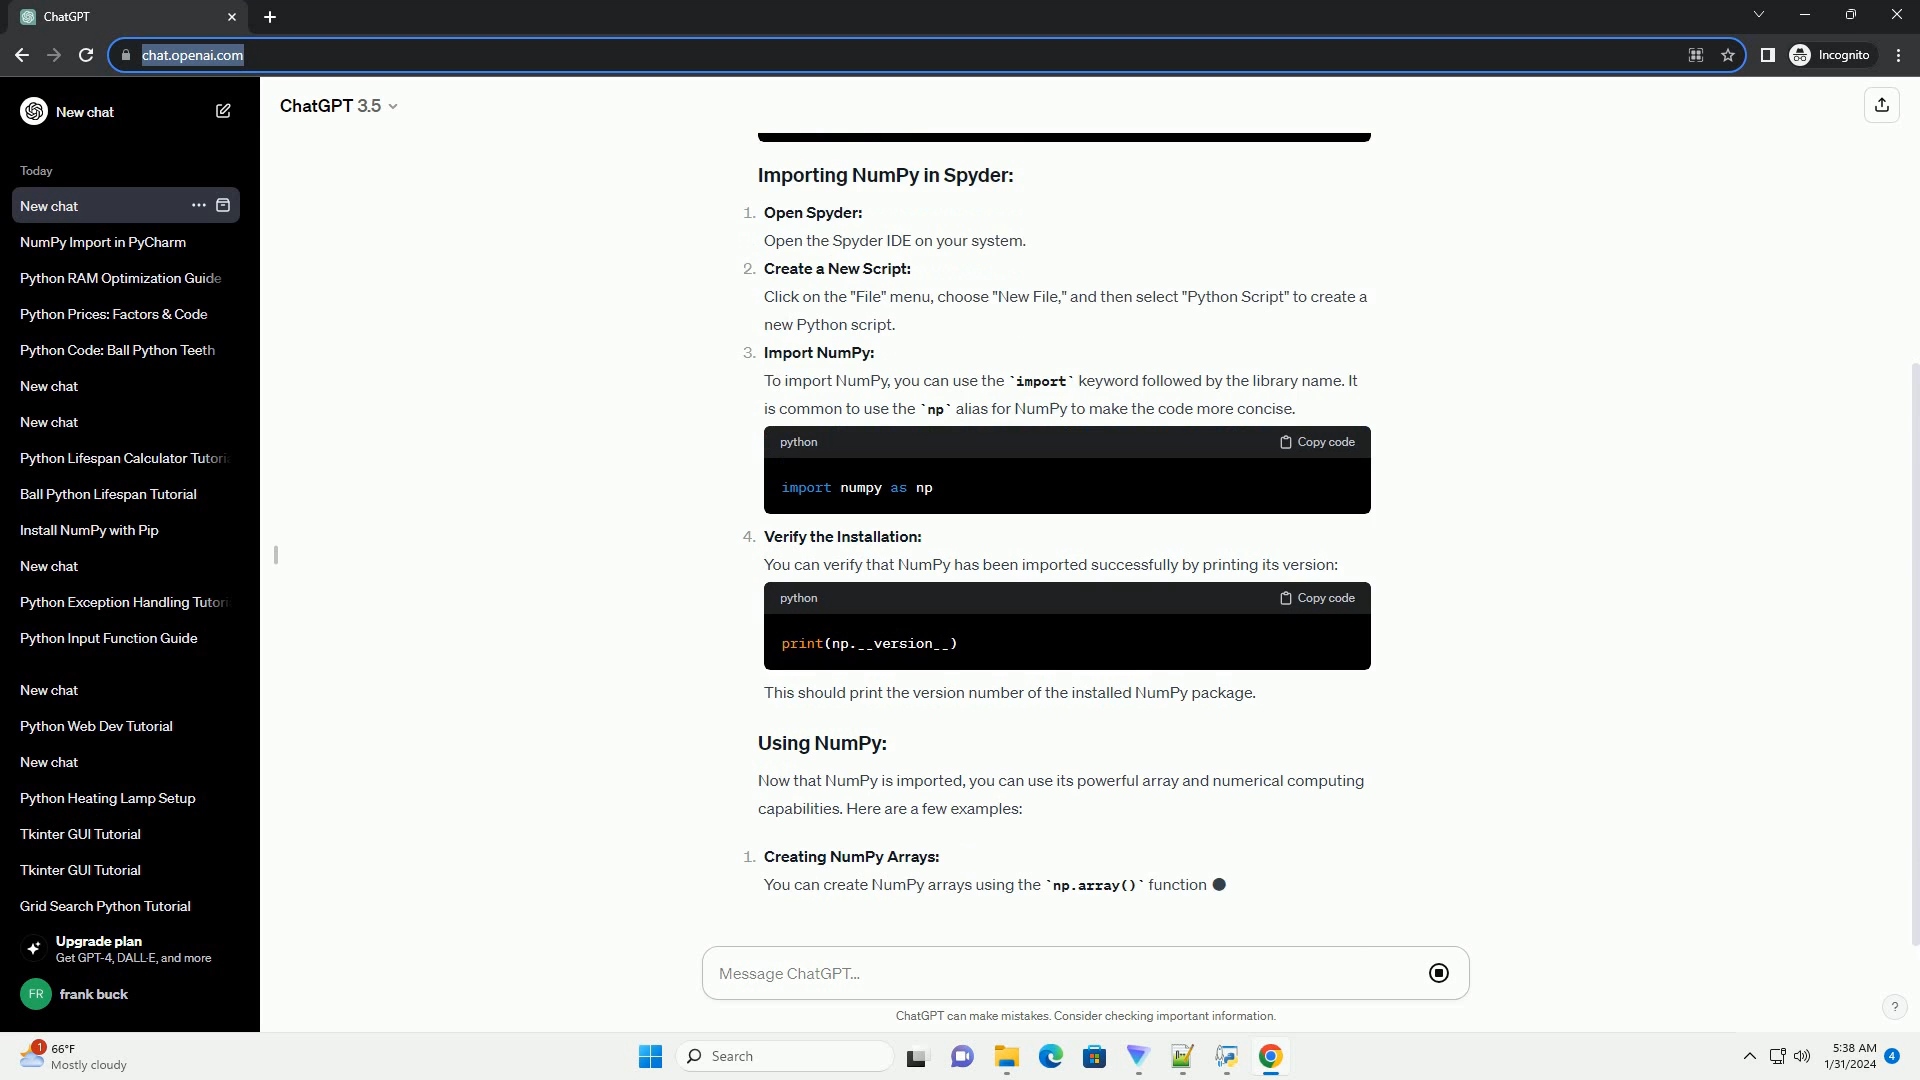 ChatGPT
chat.openai.com
Incognito
New chat
Today
New chat
NumPy Import in PyCharm
Python RAM Optimization Guide
Python Prices: Factors & Code
Python Code: Ball Python Teeth
New chat
New chat
Python Lifespan Calculator Tutori
Ball Python Lifespan Tutorial
Install NumPy with Pip
New chat
Python Exception Handling Tutori
Python Input Function Guide
New chat
Python Web Dev Tutorial
New chat
Python Heating Lamp Setup
Tkinter GUI Tutorial
Tkinter GUI Tutorial
Grid Search Python Tutorial
Upgrade plan
Get GPT-4, DALL·E, and more
FR frank buck
ChatGPT 3.5
Importing NumPy in Spyder:
1. Open Spyder:
Open the Spyder IDE on your system.
2. Create a New Script:
Click on the "File" menu, choose "New File," and then select "Python Script" to create a
new Python script.
3. Import NumPy:
To import NumPy, you can use the `import` keyword followed by the library name. It
is common to use the `np` alias for NumPy to make the code more concise.
python Copy code
import numpy as np
4. Verify the Installation:
You can verify that NumPy has been imported successfully by printing its version:
python Copy code
print(np.__version__)
This should print the version number of the installed NumPy package.
Using NumPy:
Now that NumPy is imported, you can use its powerful array and numerical computing
capabilities. Here are a few examples:
1. Creating NumPy Arrays:
You can create NumPy arrays using the `np.array()` function
Message ChatGPT...
ChatGPT can make mistakes. Consider checking important information.
?
1
66°F
Mostly cloudy
Search
5:38 AM
1/31/2024
4